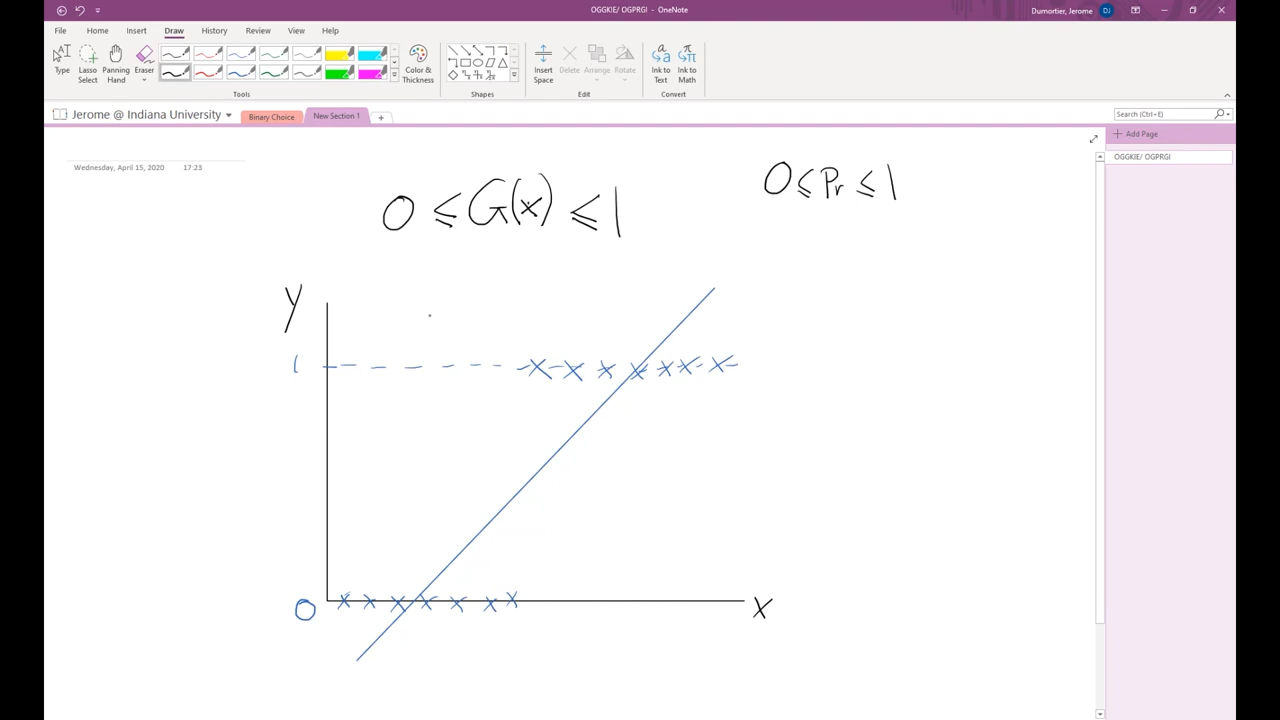 OGGKIE/ OGPRGI - OneNote
Dumortier, Jerome DJ
File Home Insert Draw History Review View Help
Type Lasso Select Panning Hand Eraser Color & Thickness Insert Space Delete Arrange Rotate Ink to Text Ink to Math
Tools Shapes Edit Convert
Jerome @ Indiana University Binary Choice New Section 1 Search (Ctrl+E)
Add Page
OGGKIE/ OGPRGI
Wednesday, April 15, 2020 17:23
0 ≤ G(x) ≤ 1
0 ≤ Pr ≤ 1
y
1
0
x